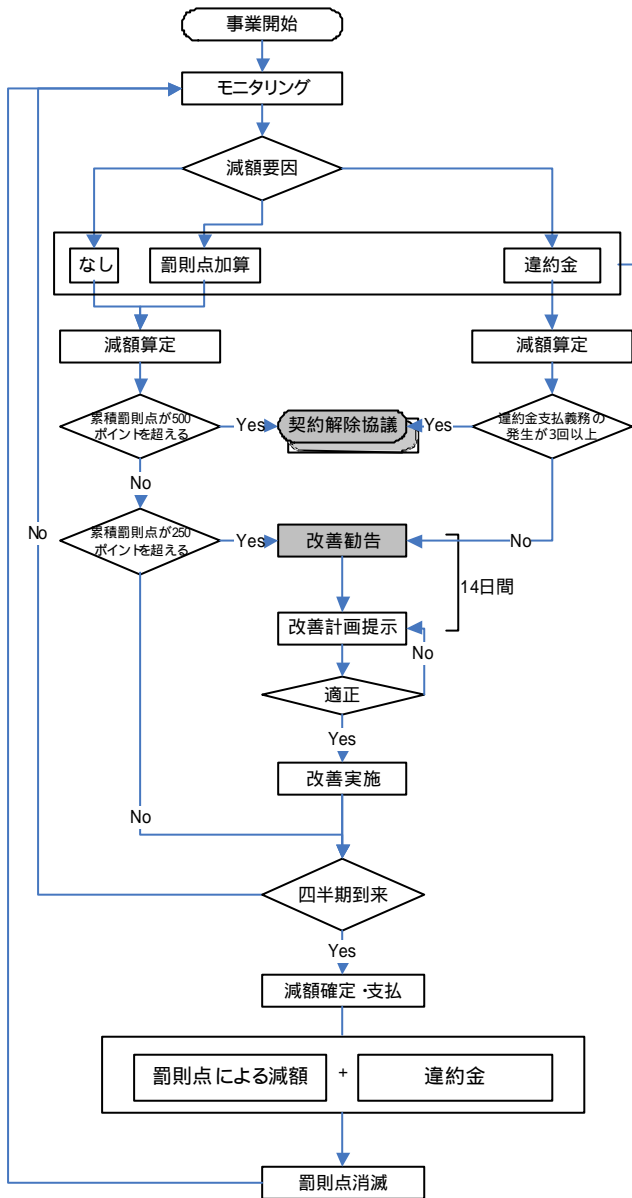 事業開始
モニタリング
減額要因
なし
罰則点加算
違約金
減額算定
減額算定
累積罰則点が500
ポイントを超える
Yes
契約解除協議
Yes
違約金支払義務の
発生が3回以上
No
No
累積罰則点が250
ポイントを超える
Yes
改善勧告
No
14日間
改善計画提示
No
適正
Yes
改善実施
No
四半期到来
Yes
減額確定・支払
罰則点による減額
+
違約金
罰則点消滅